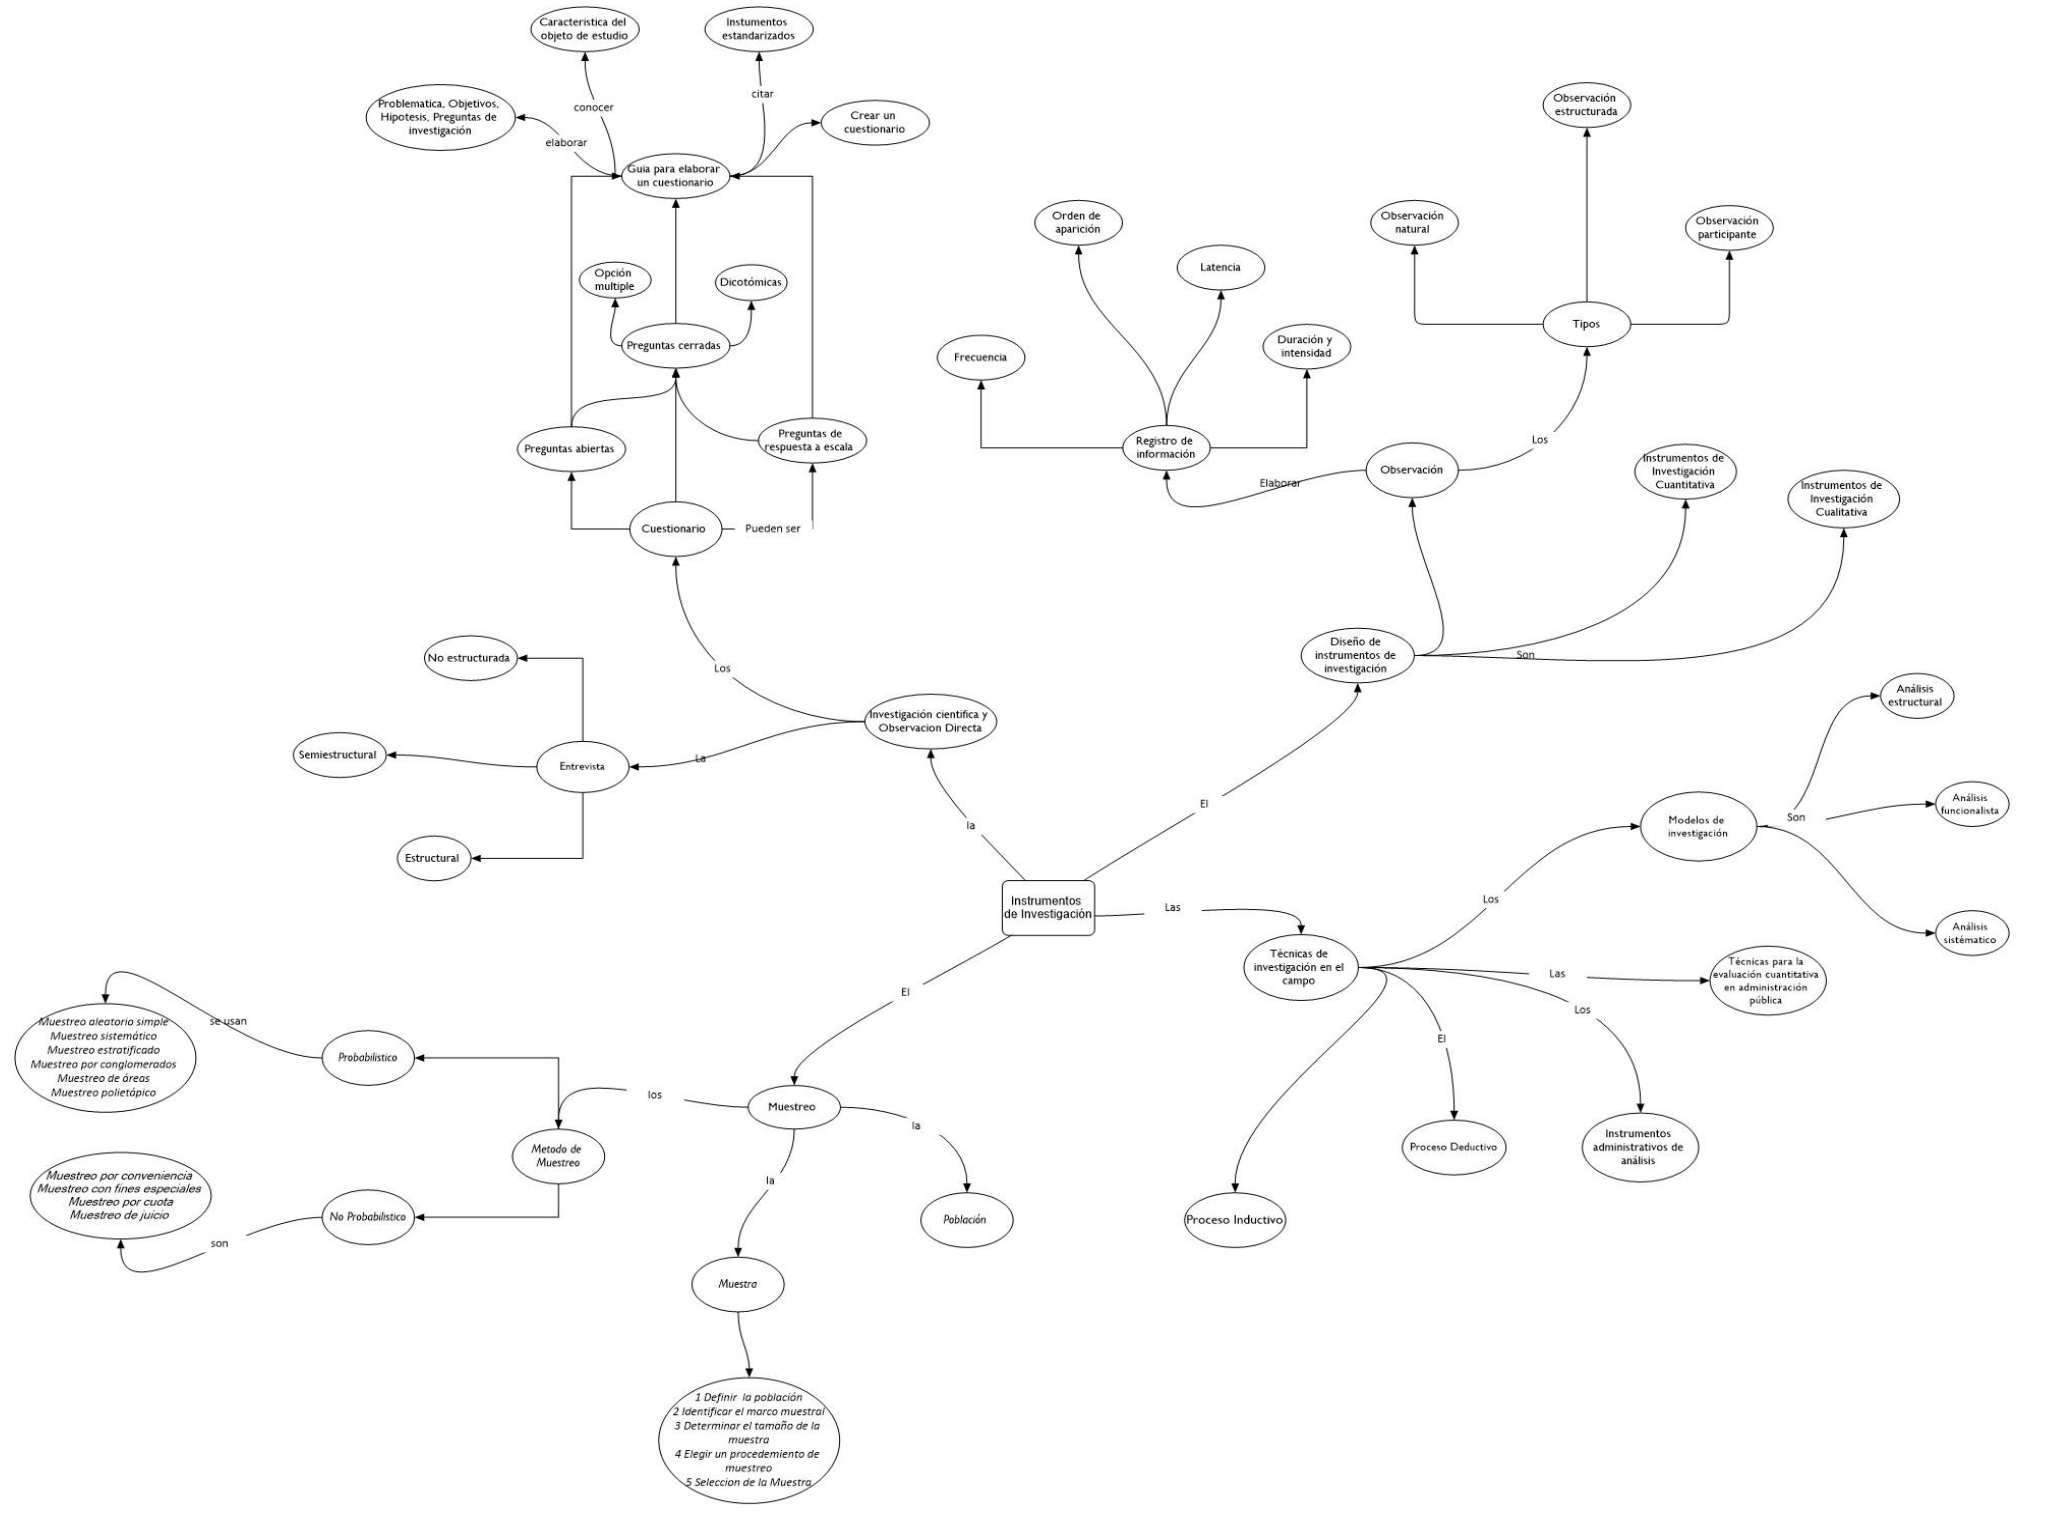 Caracteristica del
objeto de estudio
Instumentos
estandarizados
conocer
citar
Problematica, Objetivos,
Hipotesis, Preguntas de
investigación
elaborar
Crear un
cuestionario
Guia para elaborar
un cuestionario
Opción
multiple
Dicotómicas
Preguntas cerradas
Preguntas abiertas
Preguntas de
respuesta a escala
Cuestionario
Pueden ser
Observación
estructurada
Observación
natural
Observación
participante
Tipos
Orden de
aparición
Latencia
Frecuencia
Duración y
intensidad
Registro de
información
Elaborar
Observación
Los
Instrumentos de
Investigación
Cuantitativa
Instrumentos de
Investigación
Cualitativa
Diseño de
instrumentos de
investigación
Son
Los
No estructurada
Semiestructural
Entrevista
Estructural
La
Investigación cientifica y
Observacion Directa
la
El
Análisis
estructural
Análisis
funcionalista
Análisis
sistématico
Son
Modelos de
investigación
Los
Instrumentos
de Investigación
Las
Técnicas de
investigación en el
campo
Las
Técnicas para la
evaluación cuantitativa
en administración
pública
Los
El
Proceso Deductivo
Instrumentos
administrativos de
análisis
Proceso Inductivo
El
Muestreo
los
la
la
Población
Metodo de
Muestreo
Probabilistico
se usan
Muestreo aleatorio simple
Muestreo sistemático
Muestreo estratificado
Muestreo por conglomerados
Muestreo de áreas
Muestreo polietápico
No Probabilistico
son
Muestreo por conveniencia
Muestreo con fines especiales
Muestreo por cuota
Muestreo de juicio
Muestra
1 Definir la población
2 Identificar el marco muestral
3 Determinar el tamaño de la
muestra
4 Elegir un procedemiento de
muestreo
5 Seleccion de la Muestra